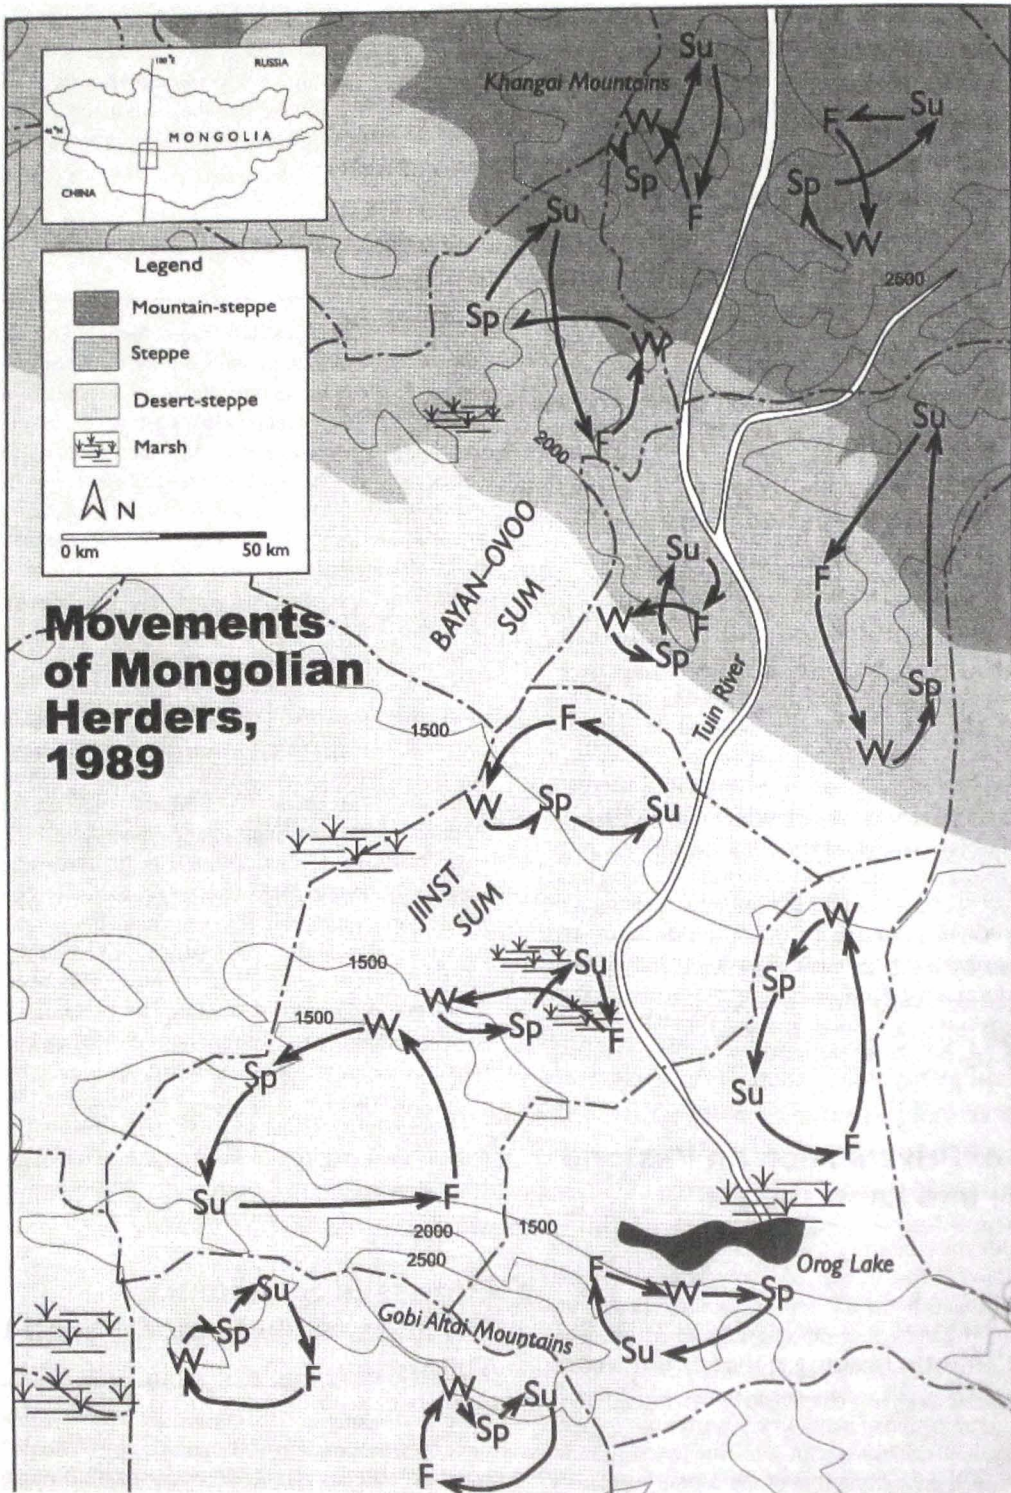 100°E
RUSSIA
MONGOLIA
CHINA
Legend
Mountain-steppe
Steppe
Desert-steppe
Marsh
N
0 km 50 km
Movements
of Mongolian
Herders,
1989
Khangai Mountains
Su
W
Sp
F
F
Su
Sp
W
2500
Su
Sp
W
F
2000
Su
F
Sp
W
BAYAN-OVOO
SUM
Su
W
F
Sp
Tuin River
1500
F
W
Sp
Su
JINST
SUM
1500
Su
W
Sp
F
W
Sp
Su
F
1500
W
Sp
Su
F
2000
2500
1500
Orog Lake
F
W
Sp
Su
Gobi Altai Mountains
Su
Sp
W
F
W
Su
Sp
F